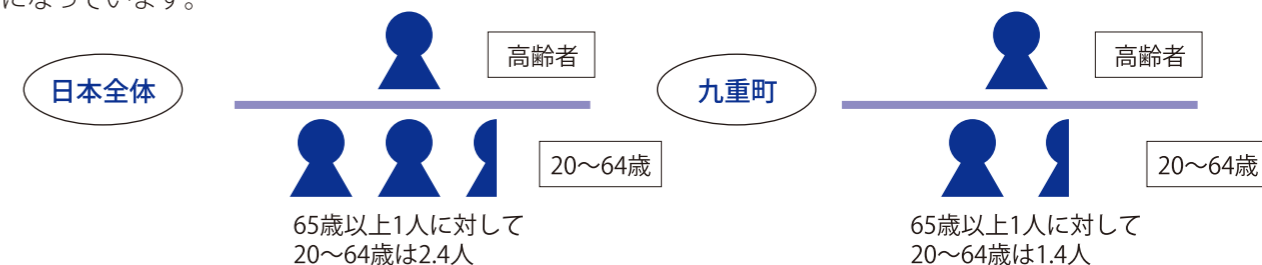 になっています。
日本全体
高齢者
20～64歳
65歳以上1人に対して
20～64歳は2.4人
九重町
高齢者
20～64歳
65歳以上1人に対して
20～64歳は1.4人